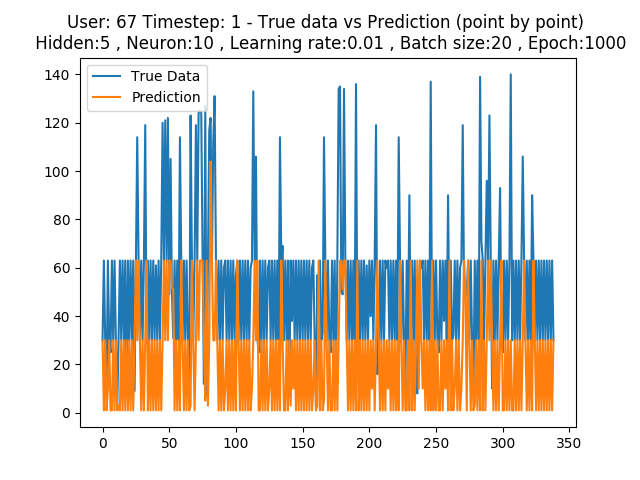 User: 67 Timestep: 1 - True data vs Prediction (point by point)
Hidden:5 , Neuron:10 , Learning rate:0.01 , Batch size:20 , Epoch:1000
True Data
Prediction
140
120
100
80
60
40
20
0
0 50 100 150 200 250 300 350